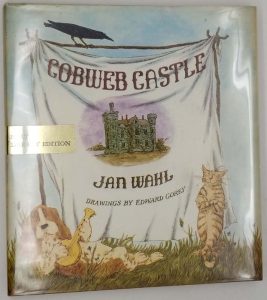 COBWEB CASTLE
EDITION
JAN WAHL
DRAWINGS BY EDWARD GOREY